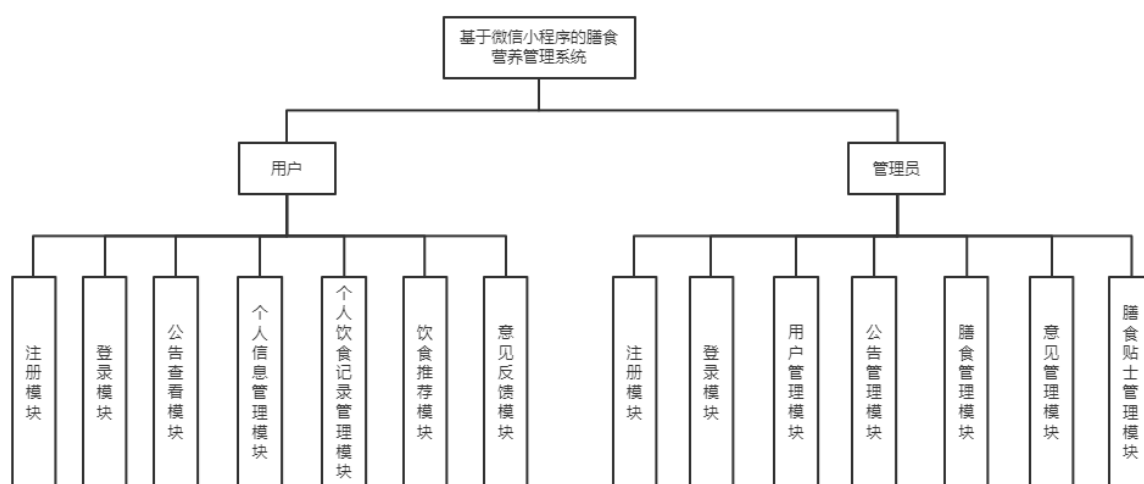 基于微信小程序的膳食
营养管理系统
用户
管理员
注册模块
登录模块
公告查看模块
个人信息管理模块
个人饮食记录管理模块
饮食推荐模块
意见反馈模块
注册模块
登录模块
用户管理模块
公告管理模块
膳食管理模块
意见管理模块
膳食贴士管理模块